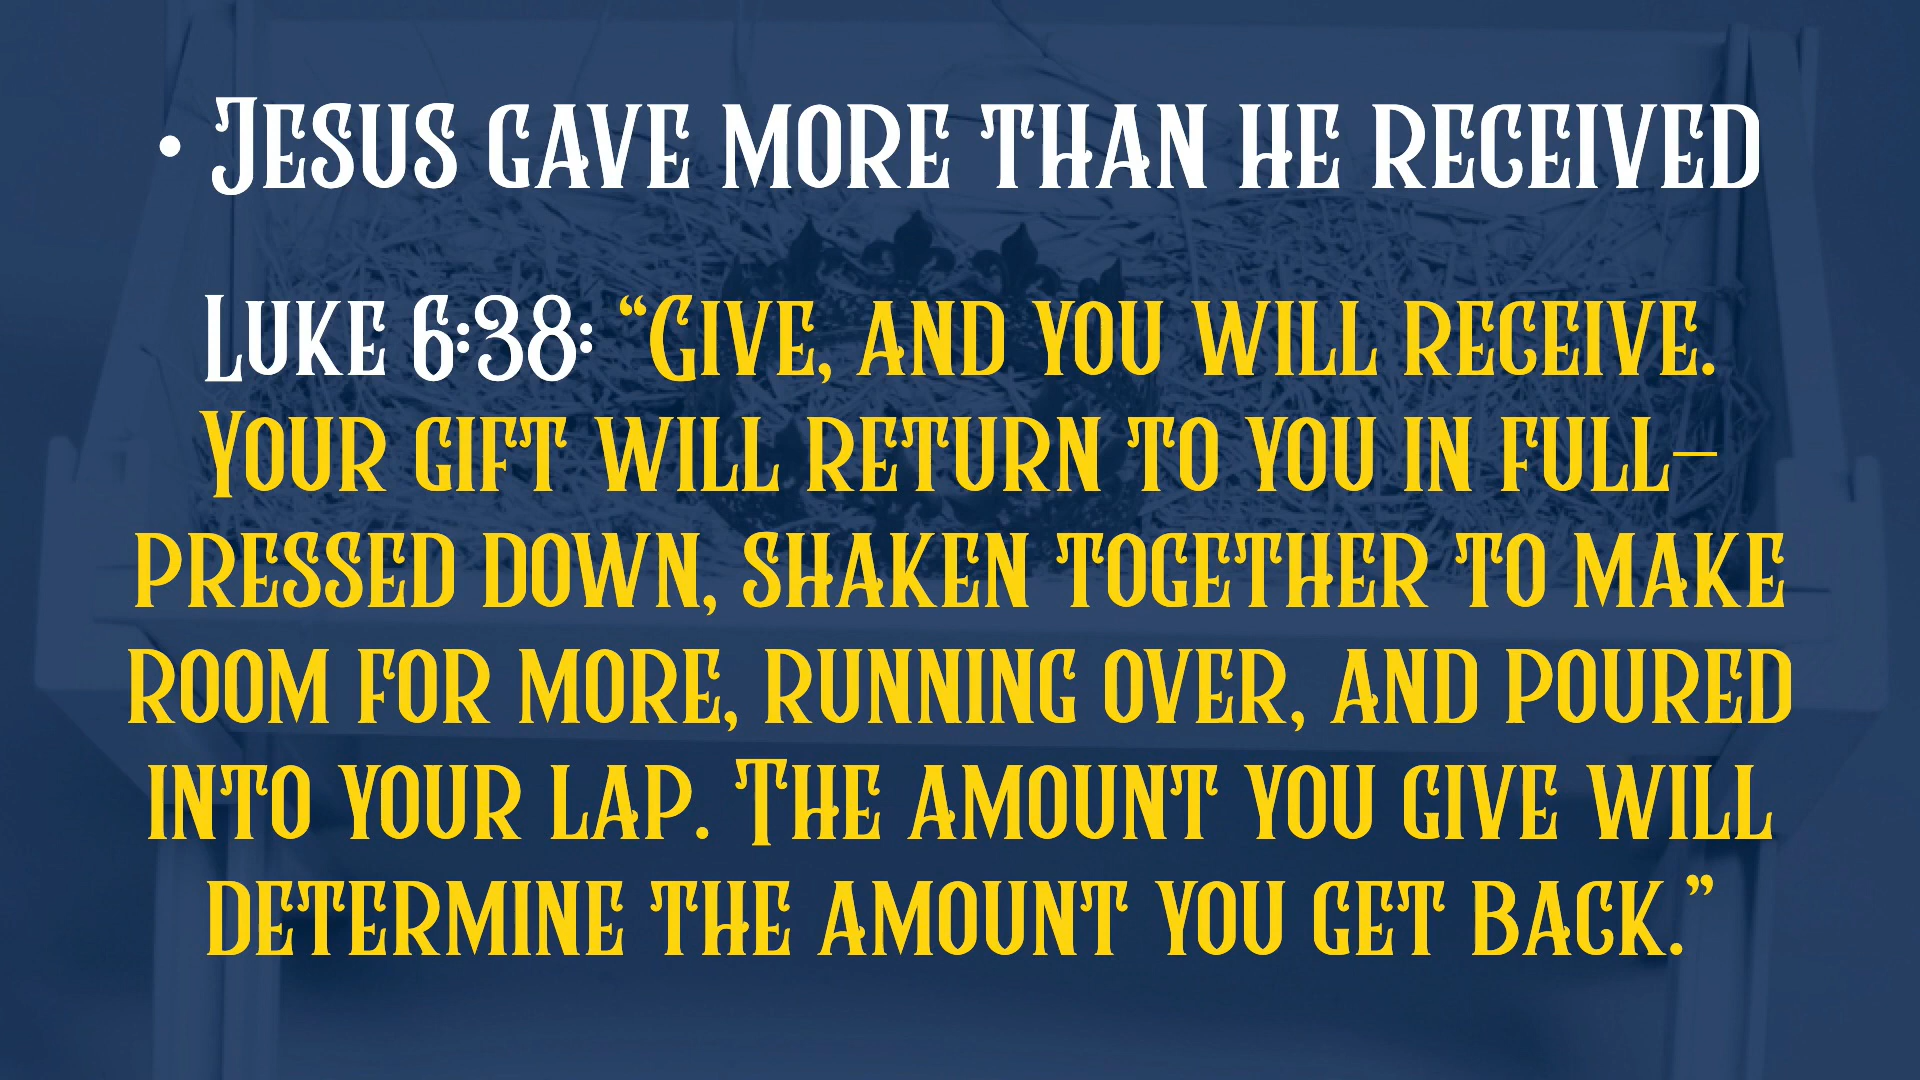 • Jesus gave more than He received
Luke 6:38: “Give, and you will receive.
Your gift will return to you in full—
pressed down, shaken together to make
room for more, running over, and poured
into your lap. The amount you give will
determine the amount you get back.”